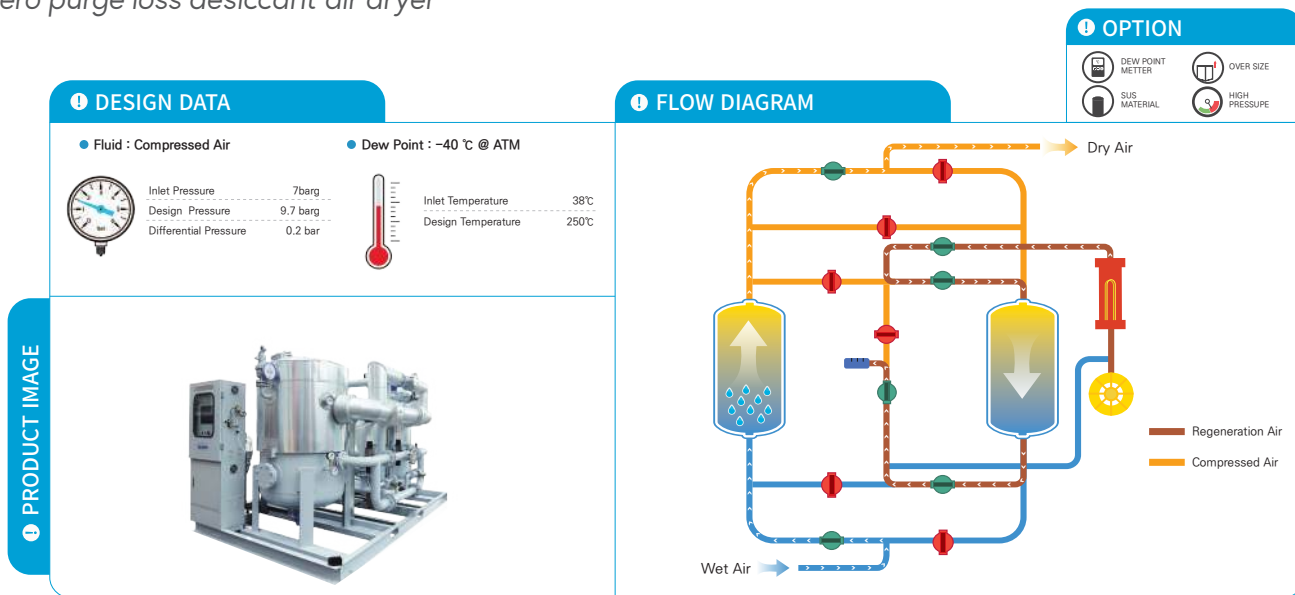 ero purge loss desiccant air dryer
OPTION
DEW POINT
METTER
OVER SIZE
SUS
MATERIAL
HIGH
PRESSUPE
DESIGN DATA
Fluid : Compressed Air
Dew Point : -40 ℃ @ ATM
Inlet Pressure 7barg
Design Pressure 9.7 barg
Differential Pressure 0.2 bar
Inlet Temperature 38℃
Design Temperature 250℃
PRODUCT IMAGE
FLOW DIAGRAM
Dry Air
Regeneration Air
Compressed Air
Wet Air